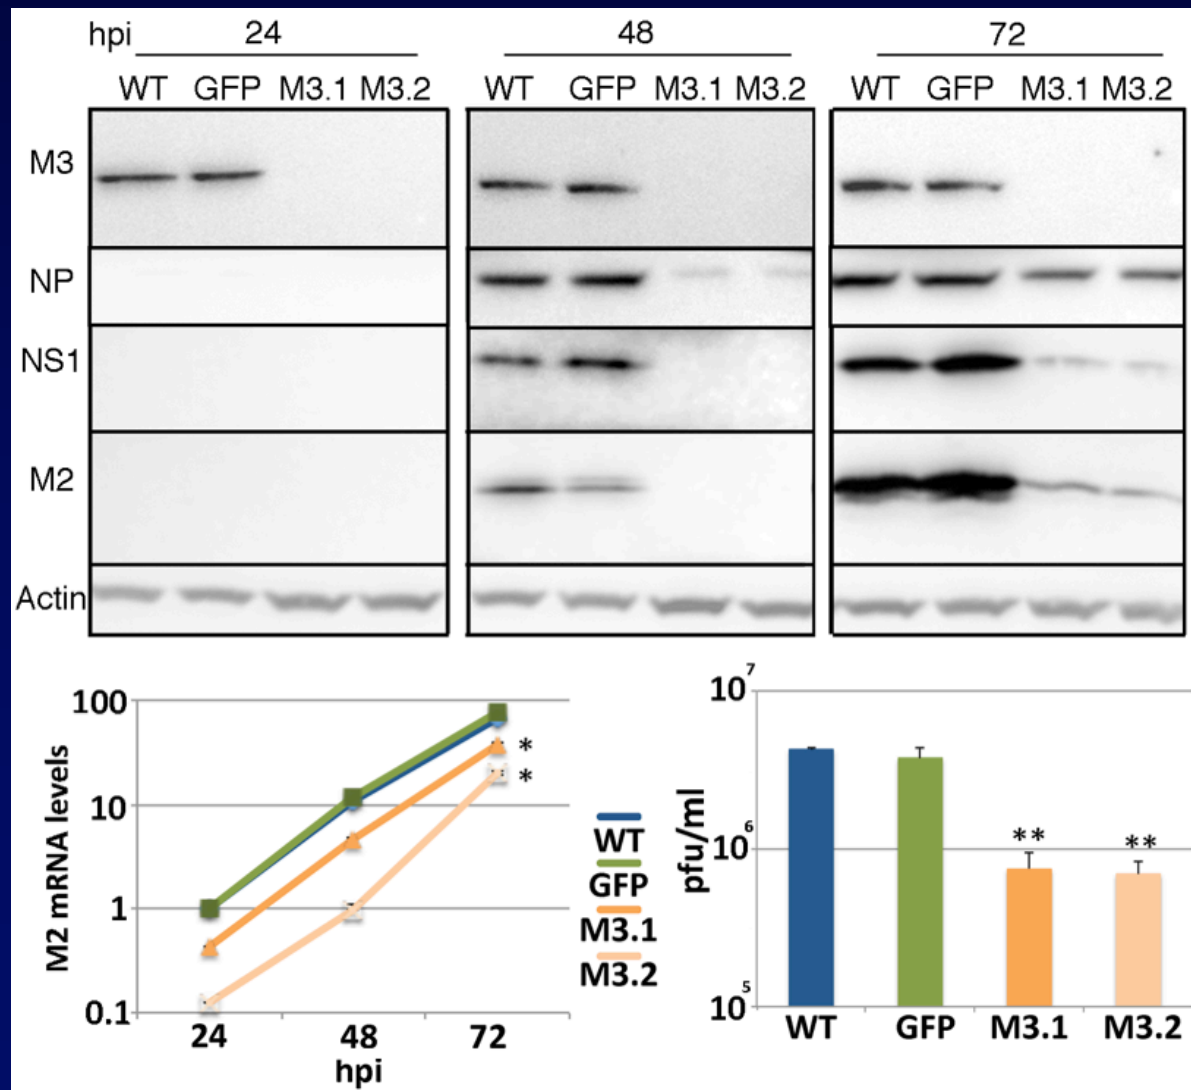 hpi 24 48 72
WT GFP M3.1 M3.2 WT GFP M3.1 M3.2 WT GFP M3.1 M3.2
M3
NP
NS1
M2
Actin
M2 mRNA levels
100
10
1
0.1
24 48 72
hpi
* 
*
WT
GFP
M3.1
M3.2
pfu/ml
10⁷
10⁶
10⁵
**
**
WT GFP M3.1 M3.2